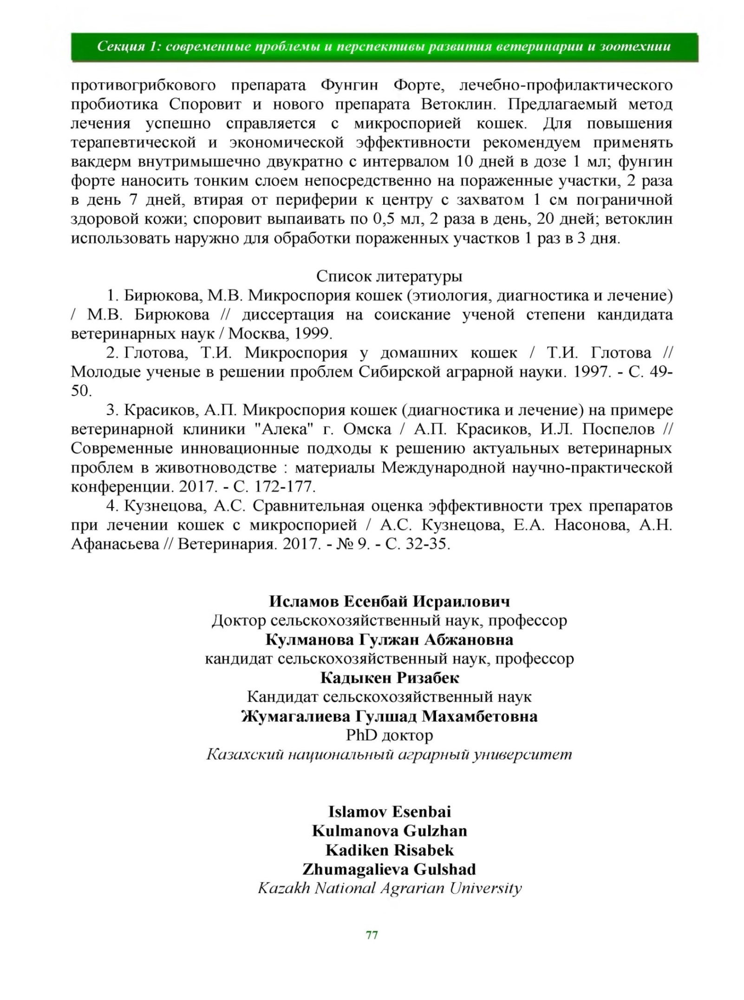 Секция 1: современные проблемы и перспективы развития ветеринарии и зоотехнии
противогрибкового препарата Фунгин Форте, лечебно-профилактического
пробиотика Споровит и нового препарата Ветоклин. Предлагаемый метод
лечения успешно справляется с микроспорией кошек. Для повышения
терапевтической и экономической эффективности рекомендуем применять
вакдерм внутримышечно двукратно с интервалом 10 дней в дозе 1 мл; фунгин
форте наносить тонким слоем непосредственно на пораженные участки, 2 раза
в день 7 дней, втирая от периферии к центру с захватом 1 см пограничной
здоровой кожи; споровит выпаивать по 0,5 мл, 2 раза в день, 20 дней; ветоклин
использовать наружно для обработки пораженных участков 1 раз в 3 дня.
Список литературы
1. Бирюкова, М.В. Микроспория кошек (этиология, диагностика и лечение)
/ М.В. Бирюкова // диссертация на соискание ученой степени кандидата
ветеринарных наук / Москва, 1999.
2. Глотова, Т.И. Микроспория у домашних кошек / Т.И. Глотова //
Молодые ученые в решении проблем Сибирской аграрной науки. 1997. - С. 49-
50.
3. Красиков, А.П. Микроспория кошек (диагностика и лечение) на примере
ветеринарной клиники "Алека" г. Омска / А.П. Красиков, И.Л. Поспелов //
Современные инновационные подходы к решению актуальных ветеринарных
проблем в животноводстве : материалы Международной научно-практической
конференции. 2017. - С. 172-177.
4. Кузнецова, А.С. Сравнительная оценка эффективности трех препаратов
при лечении кошек с микроспорией / А.С. Кузнецова, Е.А. Насонова, А.Н.
Афанасьева // Ветеринария. 2017. - № 9. - С. 32-35.
Исламов Есенбай Исраилович
Доктор сельскохозяйственный наук, профессор
Кулманова Гулжан Абжановна
кандидат сельскохозяйственный наук, профессор
Кадыкен Ризабек
Кандидат сельскохозяйственный наук
Жумагалиева Гулшад Махамбетовна
PhD доктор
Казахский национальный аграрный университет
Islamov Esenbai
Kulmanova Gulzhan
Kadiken Risabek
Zhumagalieva Gulshad
Kazakh National Agrarian University
77